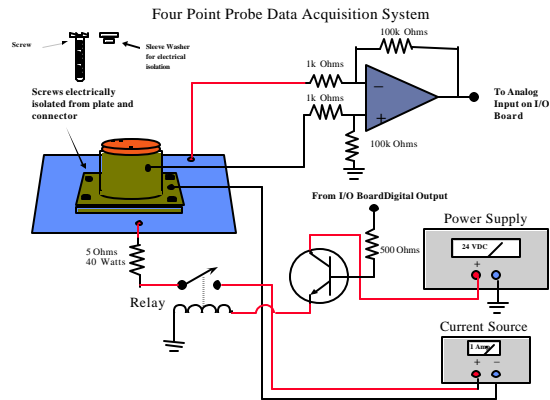 Four Point Probe Data Acquisition System
Screw
Sleeve Washer
for electrical
isolation
100k Ohms
1k Ohms
1k Ohms
Screws electrically
isolated from plate and
connector
−
+
To Analog
Input on I/O
Board
100k Ohms
From I/O BoardDigital Output
Power Supply
24 VDC
+ −
500 Ohms
5 Ohms
40 Watts
Relay
Current Source
1 Amp
+ −